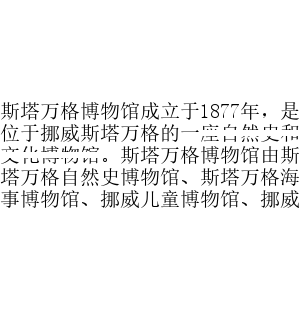 斯塔万格博物馆成立于1877年，是
位于挪威斯塔万格的一座自然史和
文化博物馆。斯塔万格博物馆由斯
塔万格自然史博物馆、斯塔万格海
事博物馆、挪威儿童博物馆、挪威